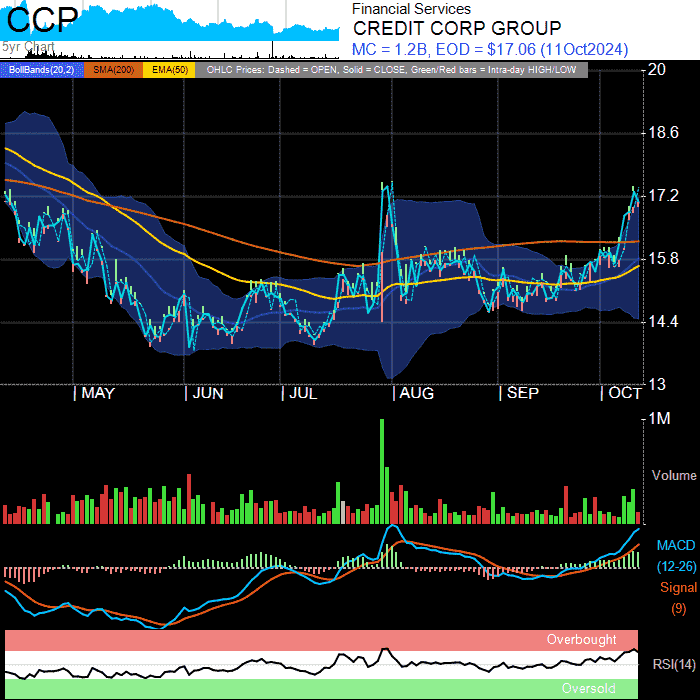 CCP
5yr Chart
Financial Services
CREDIT CORP GROUP
MC = 1.2B, EOD = $17.06 (11Oct2024)
BollBands(20,2) SMA(200) EMA(50) OHLC Prices: Dashed = OPEN, Solid = CLOSE, Green/Red bars = Intra-day HIGH/LOW
20
18.6
17.2
15.8
14.4
13
MAY JUN JUL AUG SEP OCT
1M
Volume
MACD
(12-26)
Signal
(9)
Overbought
RSI(14)
Oversold